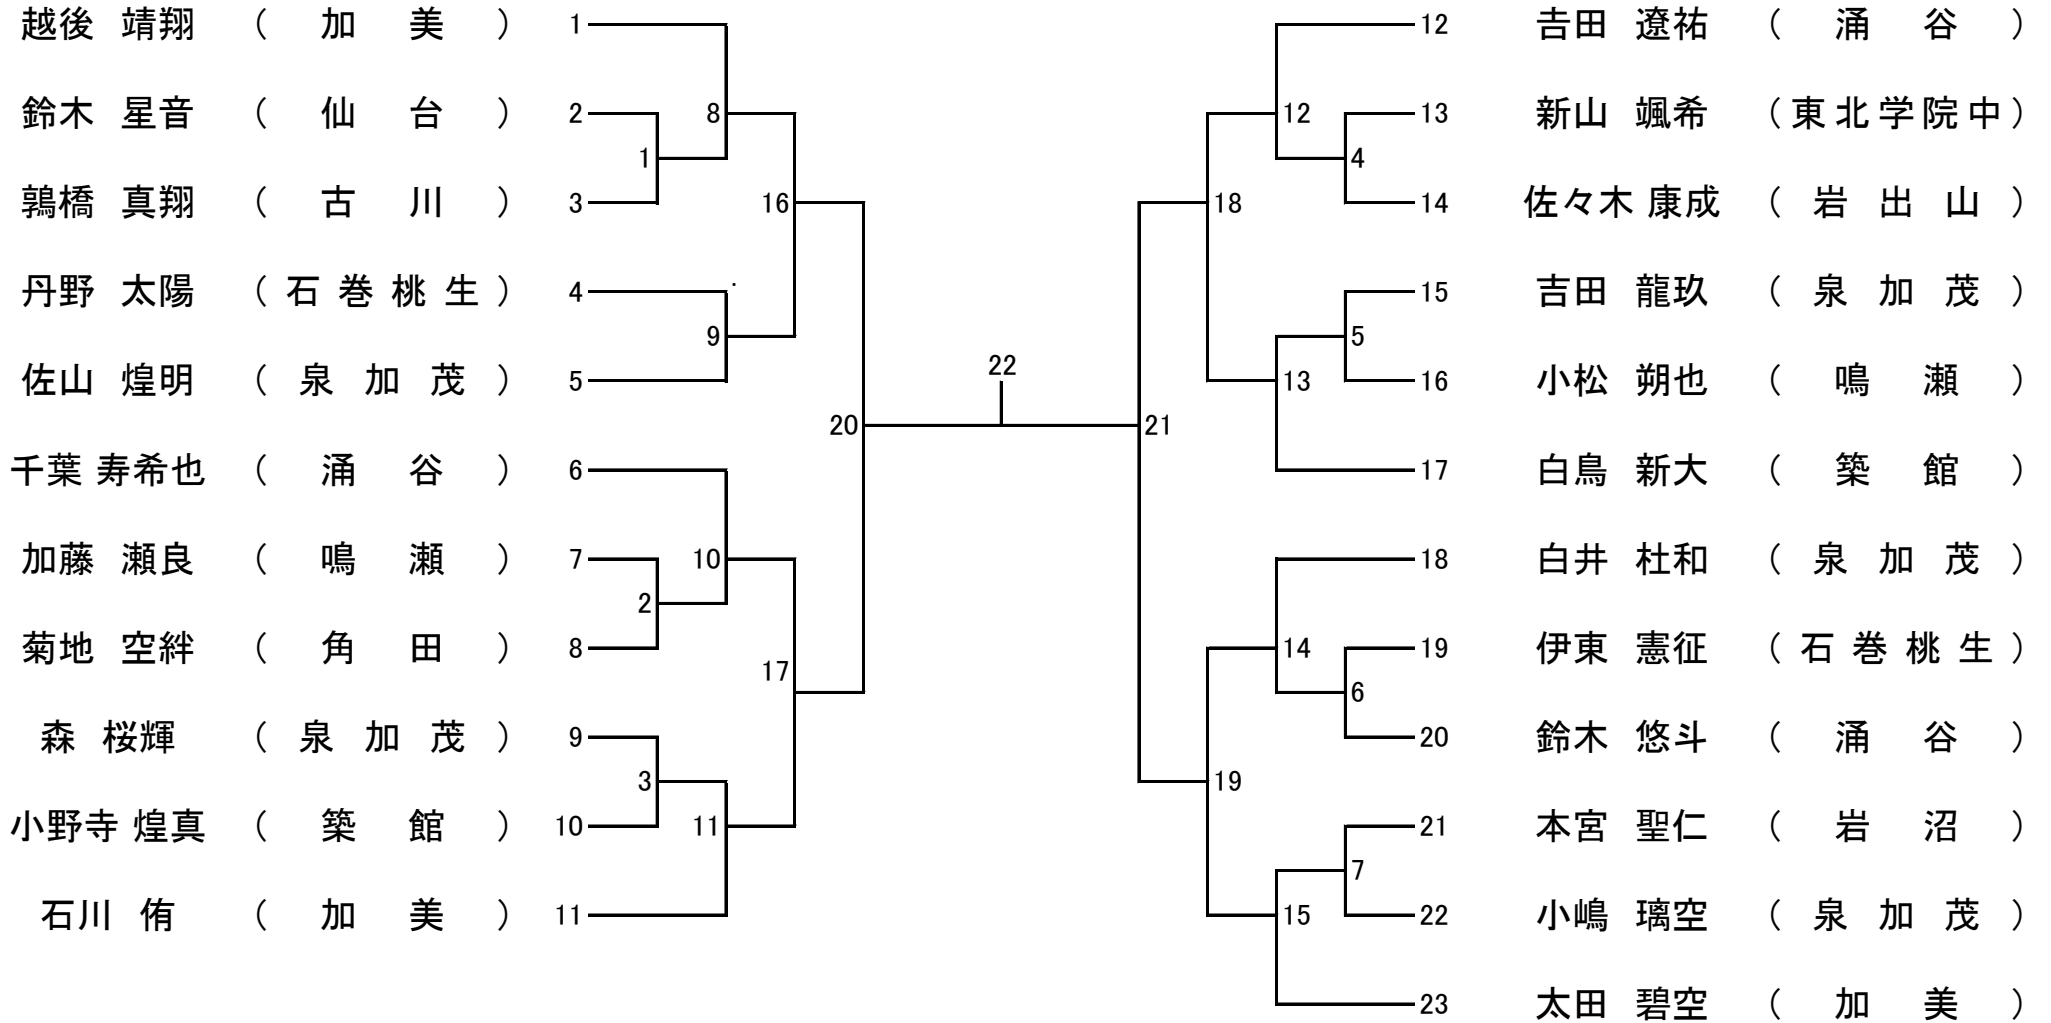 越後 靖翔 ( 加 美 ) 1
鈴木 星音 ( 仙 台 ) 2
鶉橋 真翔 ( 古 川 ) 3
丹野 太陽 ( 石 巻 桃 生 ) 4
佐山 煌明 ( 泉 加 茂 ) 5
千葉 寿希也 ( 涌 谷 ) 6
加藤 瀬良 ( 鳴 瀬 ) 7
菊地 空絆 ( 角 田 ) 8
森 桜輝 ( 泉 加 茂 ) 9
小野寺 煌真 ( 築 館 ) 10
石川 侑 ( 加 美 ) 11
1
2
3
8
9
10
11
16
17
20
22
21
18
19
12
13
14
15
4
5
6
7
12 吉田 遼祐 ( 涌 谷 )
13 新山 颯希 ( 東 北 学 院 中 )
14 佐々木 康成 ( 岩 出 山 )
15 吉田 龍玖 ( 泉 加 茂 )
16 小松 朔也 ( 鳴 瀬 )
17 白鳥 新大 ( 築 館 )
18 白井 杜和 ( 泉 加 茂 )
19 伊東 憲征 ( 石 巻 桃 生 )
20 鈴木 悠斗 ( 涌 谷 )
21 本宮 聖仁 ( 岩 沼 )
22 小嶋 璃空 ( 泉 加 茂 )
23 太田 碧空 ( 加 美 )